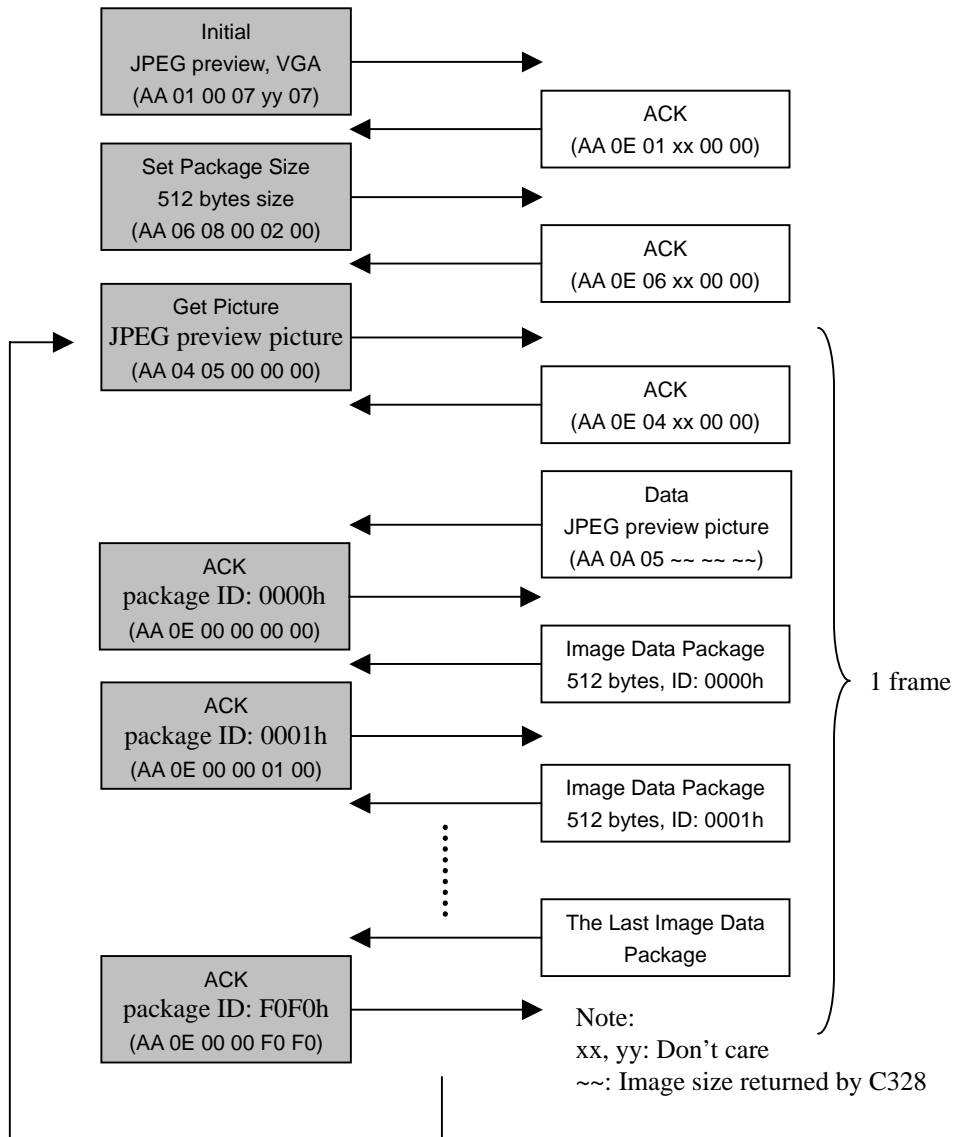 Initial
JPEG preview, VGA
(AA 01 00 07 yy 07)
ACK
(AA 0E 01 xx 00 00)
Set Package Size
512 bytes size
(AA 06 08 00 02 00)
ACK
(AA 0E 06 xx 00 00)
Get Picture
JPEG preview picture
(AA 04 05 00 00 00)
ACK
(AA 0E 04 xx 00 00)
Data
JPEG preview picture
(AA 0A 05 ~~ ~~ ~~)
ACK
package ID: 0000h
(AA 0E 00 00 00 00)
Image Data Package
512 bytes, ID: 0000h
1 frame
ACK
package ID: 0001h
(AA 0E 00 00 01 00)
Image Data Package
512 bytes, ID: 0001h
The Last Image Data
Package
ACK
package ID: F0F0h
(AA 0E 00 00 F0 F0)
Note:
xx, yy: Don't care
~~: Image size returned by C328